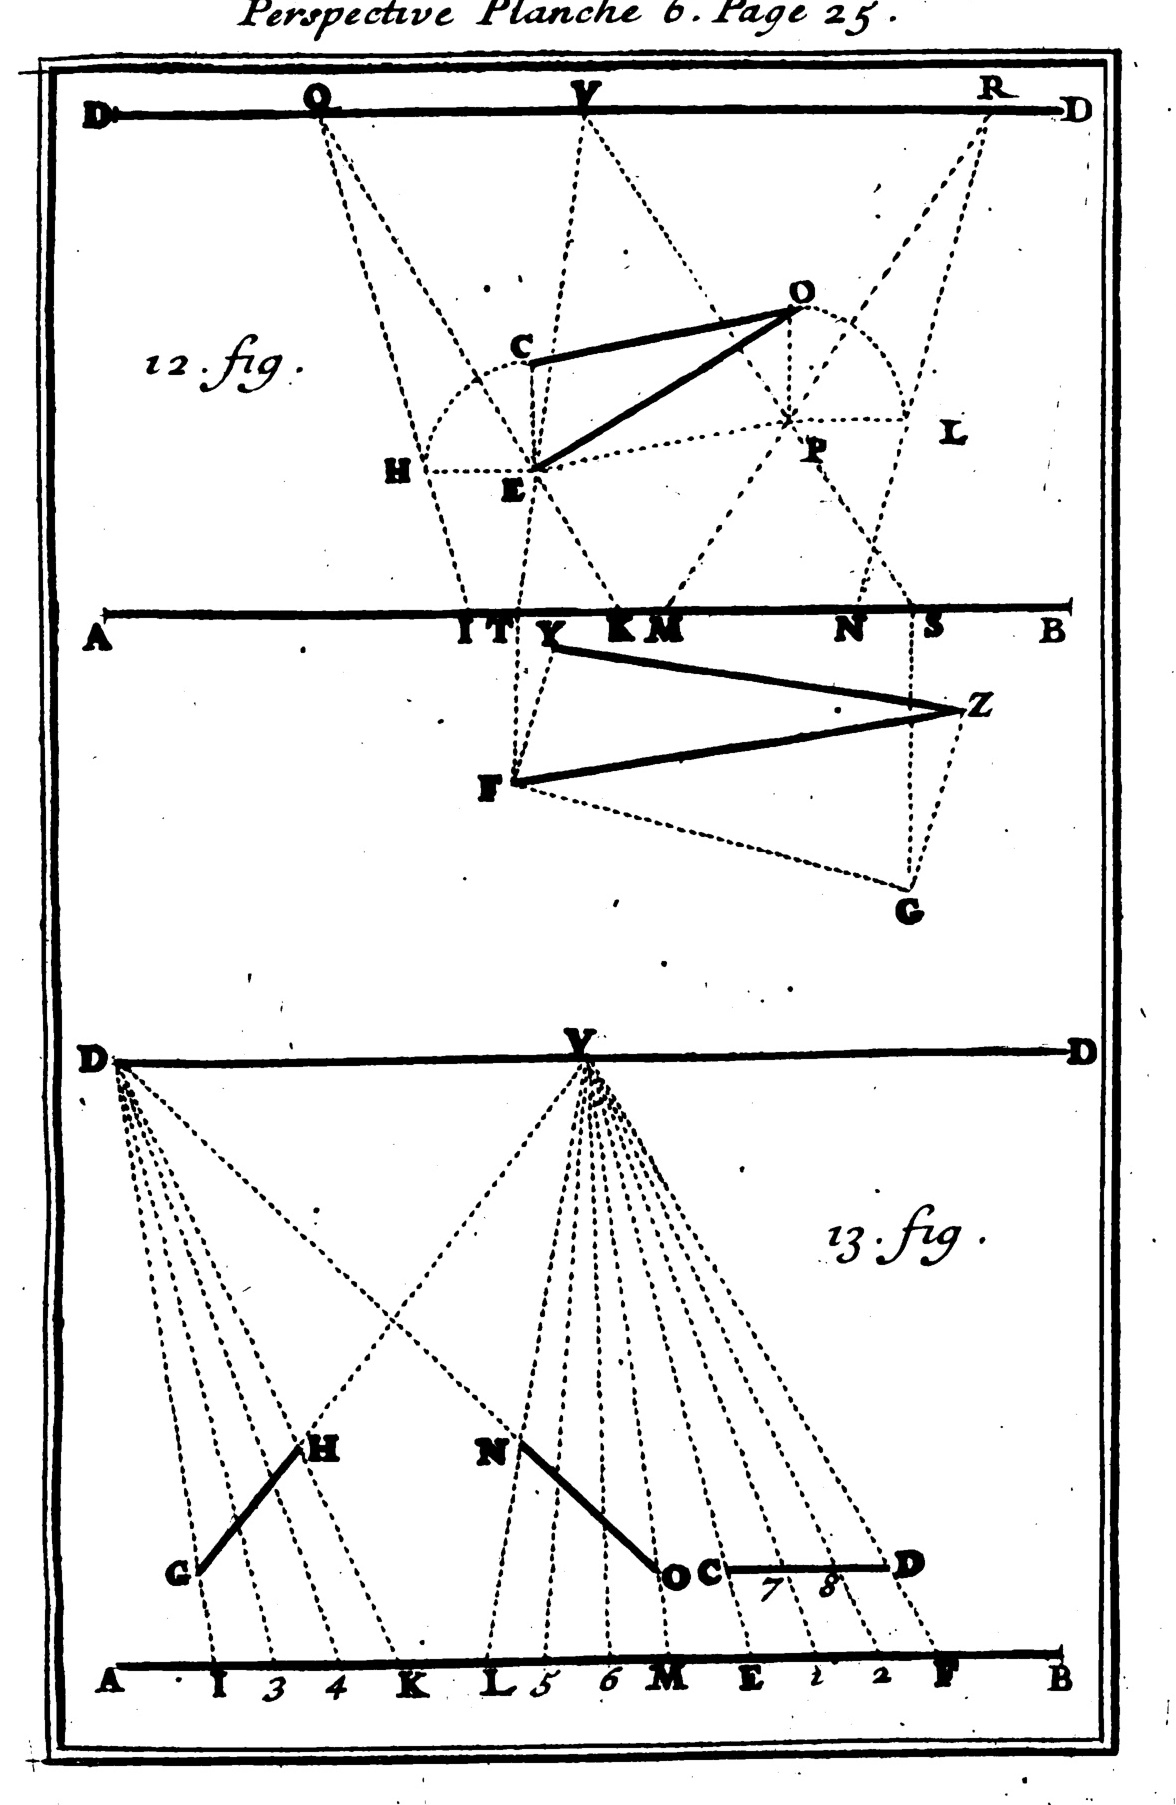 Perspective Planche 6. Page 25.
D Q V R D
O
C
12. fig.
L
P
H
E
A I T Y K M N S B
Z
F
G
D V D
13. fig.
H N
G O C 7 8 D
A I 3 4 K L 5 6 M E 1 2 F B